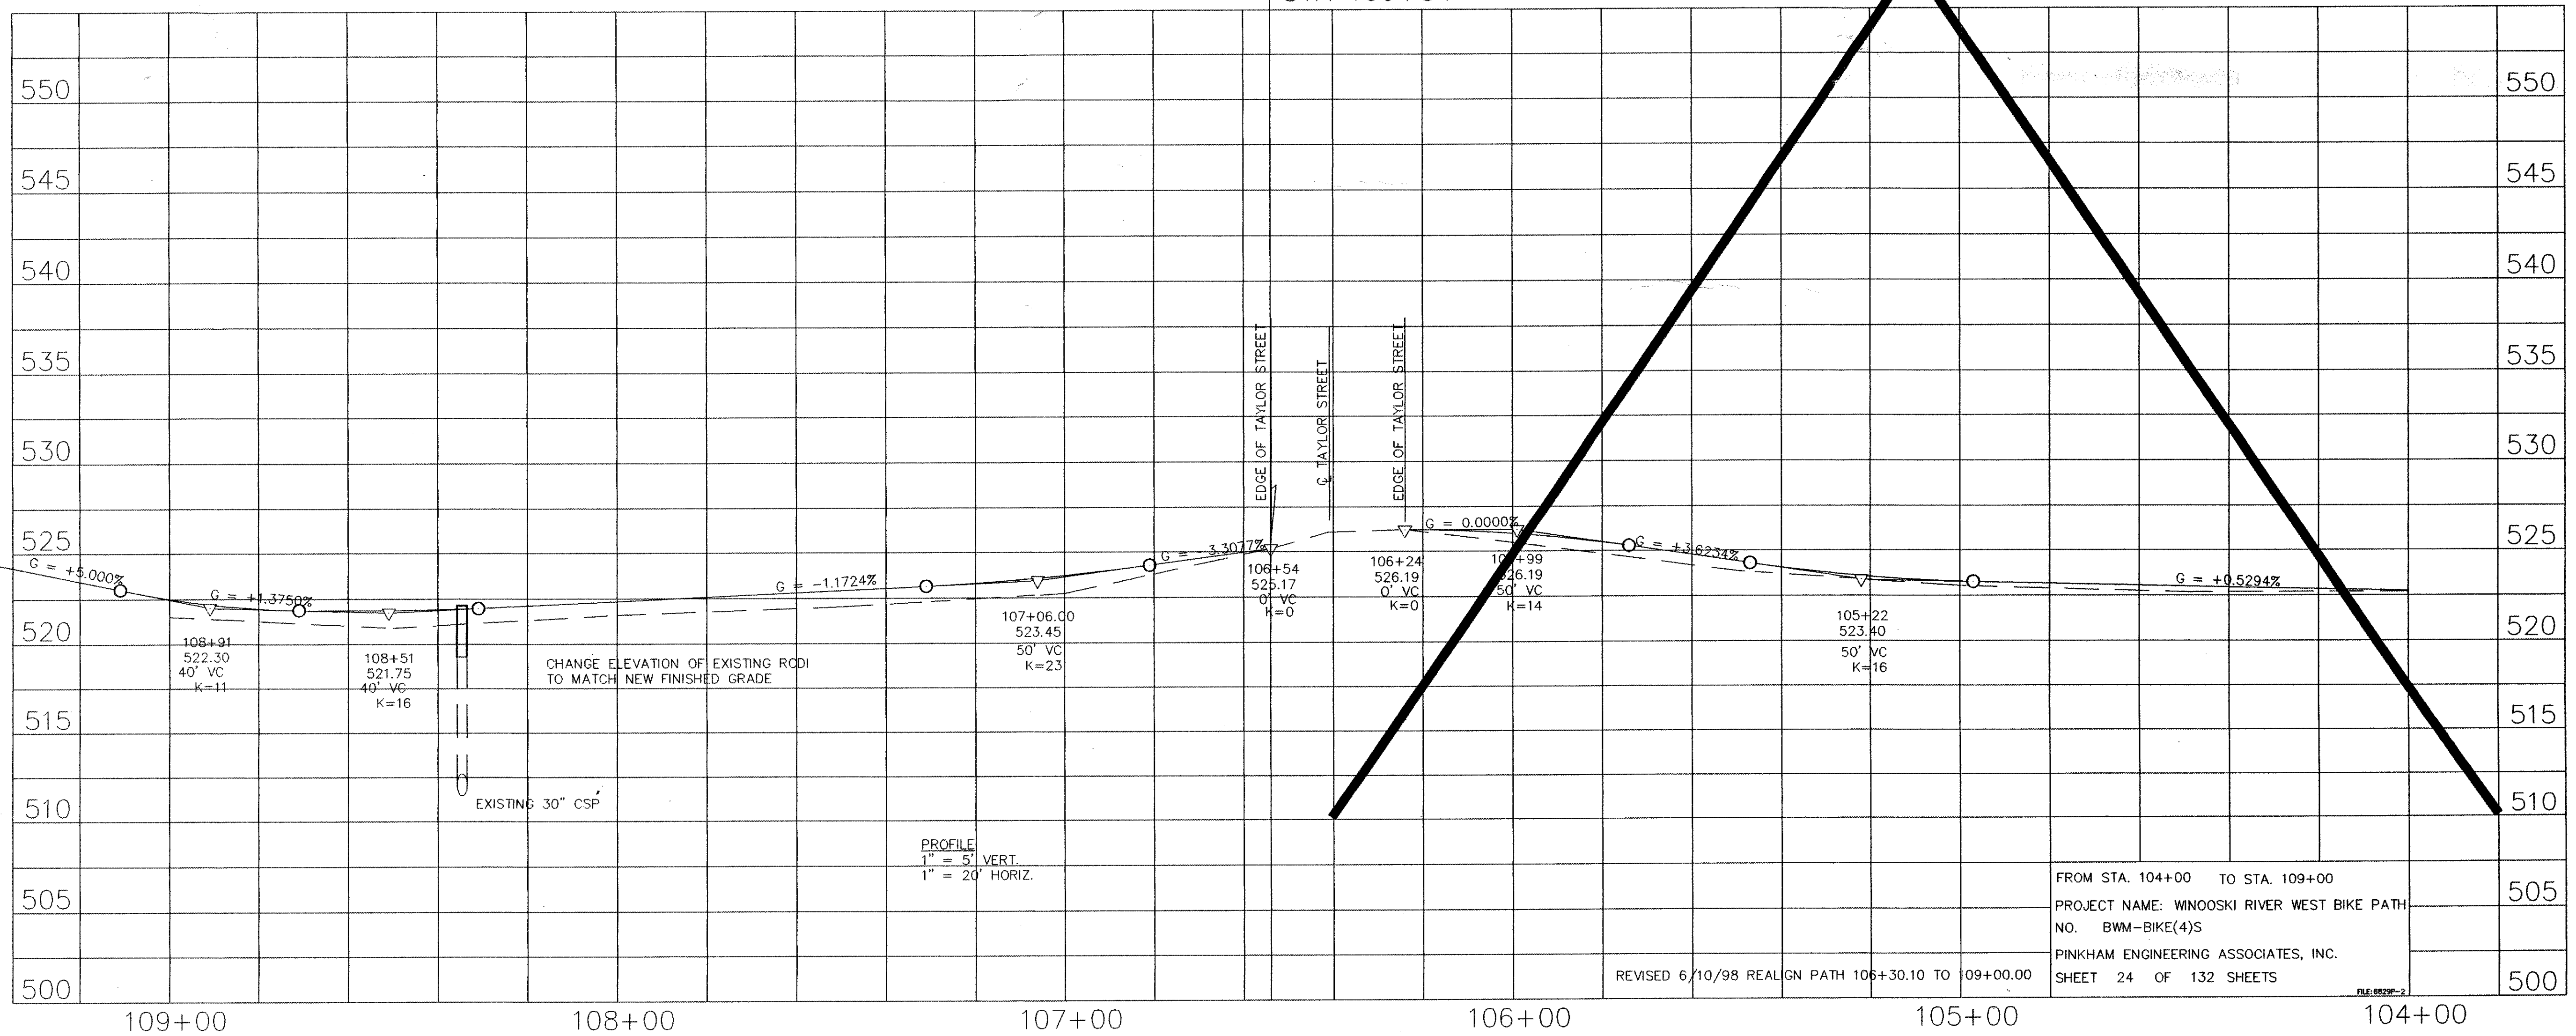 550
545
540
535
530
525
520
515
510
505
500
550
545
540
535
530
525
520
515
510
505
500
EDGE OF TAYLOR STREET
℄ TAYLOR STREET
EDGE OF TAYLOR STREET
G = +5.000%
G = +1.3750%
G = -1.1724%
G = -3.3077%
G = 0.0000%
G = +3.6234%
G = +0.5294%
108+91
522.30
40' VC
K=11
108+51
521.75
40' VC
K=16
CHANGE ELEVATION OF EXISTING RCDI
TO MATCH NEW FINISHED GRADE
EXISTING 30" CSP
107+06.00
523.45
50' VC
K=23
106+54
525.17
0' VC
K=0
106+24
526.19
0' VC
K=0
526.19
50' VC
K=14
105+22
523.40
50' VC
K=16
PROFILE
1" = 5' VERT.
1" = 20' HORIZ.
REVISED 6/10/98 REALIGN PATH 106+30.10 TO 109+00.00
FROM STA. 104+00 TO STA. 109+00
PROJECT NAME: WINOOSKI RIVER WEST BIKE PATH
NO. BWM-BIKE(4)S
PINKHAM ENGINEERING ASSOCIATES, INC.
SHEET 24 OF 132 SHEETS
FILE:6829P-2
109+00
108+00
107+00
106+00
105+00
104+00